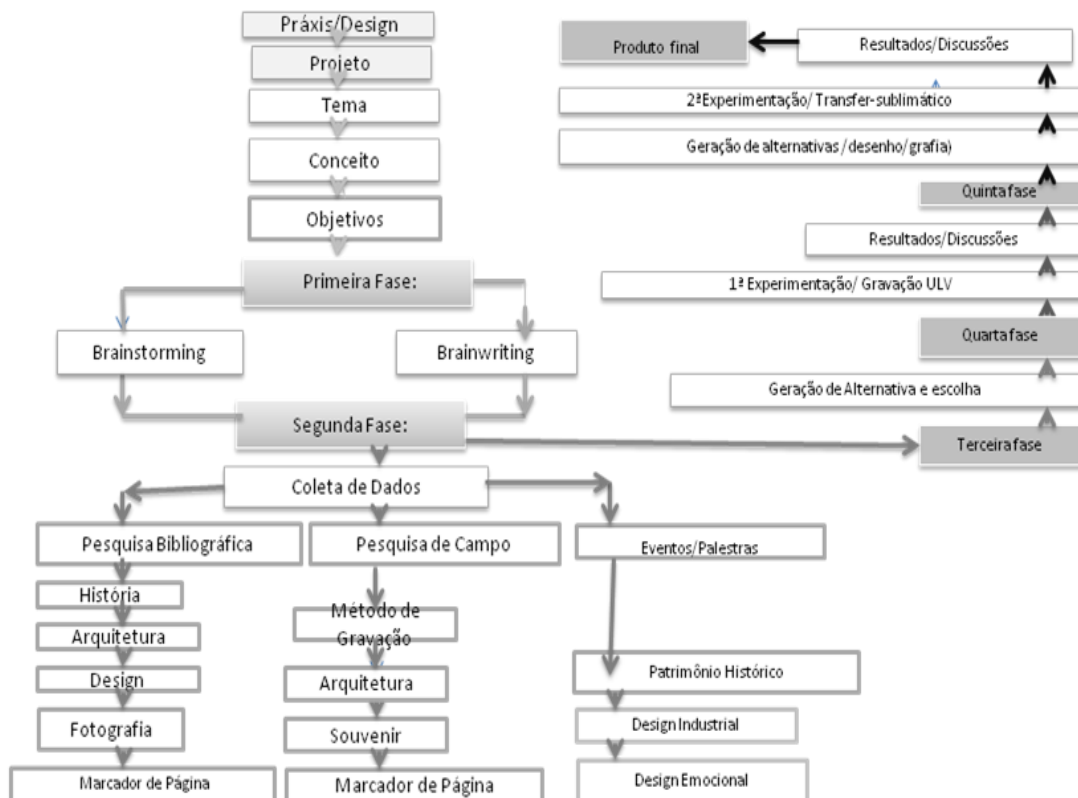 Práxis/Design
Projeto
Tema
Conceito
Objetivos
Primeira Fase:
Brainstorming
Brainwriting
Segunda Fase:
Coleta de Dados
Pesquisa Bibliográfica
História
Arquitetura
Design
Fotografia
Marcador de Página
Pesquisa de Campo
Método de
Gravação
Arquitetura
Souvenir
Marcador de Página
Eventos/Palestras
Patrimônio Histórico
Design Industrial
Design Emocional
Terceira fase
Geração de Alternativa e escolha
Quarta fase
1ª Experimentação/ Gravação ULV
Resultados/Discussões
Quinta fase
Geração de alternativas /desenho/grafia)
2ªExperimentação/ Transfer-sublimático
Resultados/Discussões
Produto final